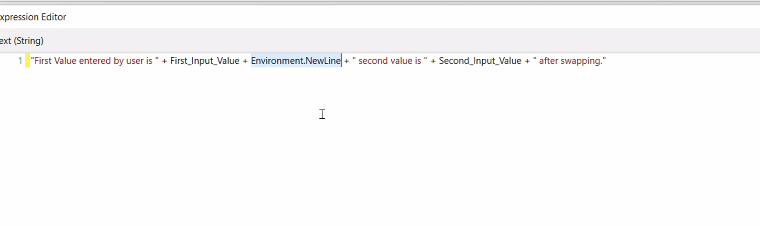 xpression Editor
ext (String)
1 "First Value entered by user is " + First_Input_Value + Environment.NewLine + " second value is " + Second_Input_Value + " after swapping."